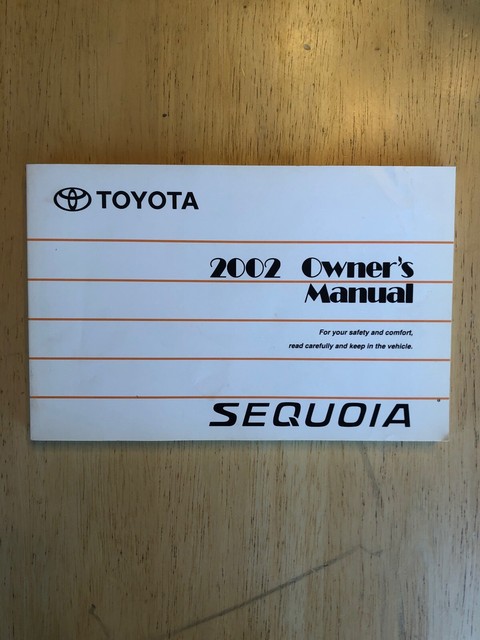 TOYOTA
2002 Owner's
Manual
For your safety and comfort,
read carefully and keep in the vehicle.
SEQUOIA